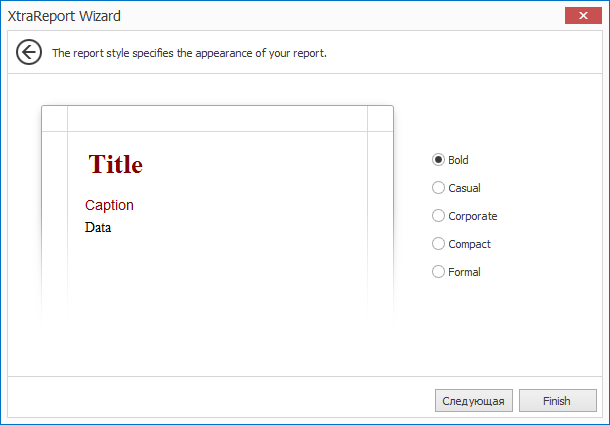 XtraReport Wizard
The report style specifies the appearance of your report.
Title
Caption
Data
Bold
Casual
Corporate
Compact
Formal
Следующая
Finish